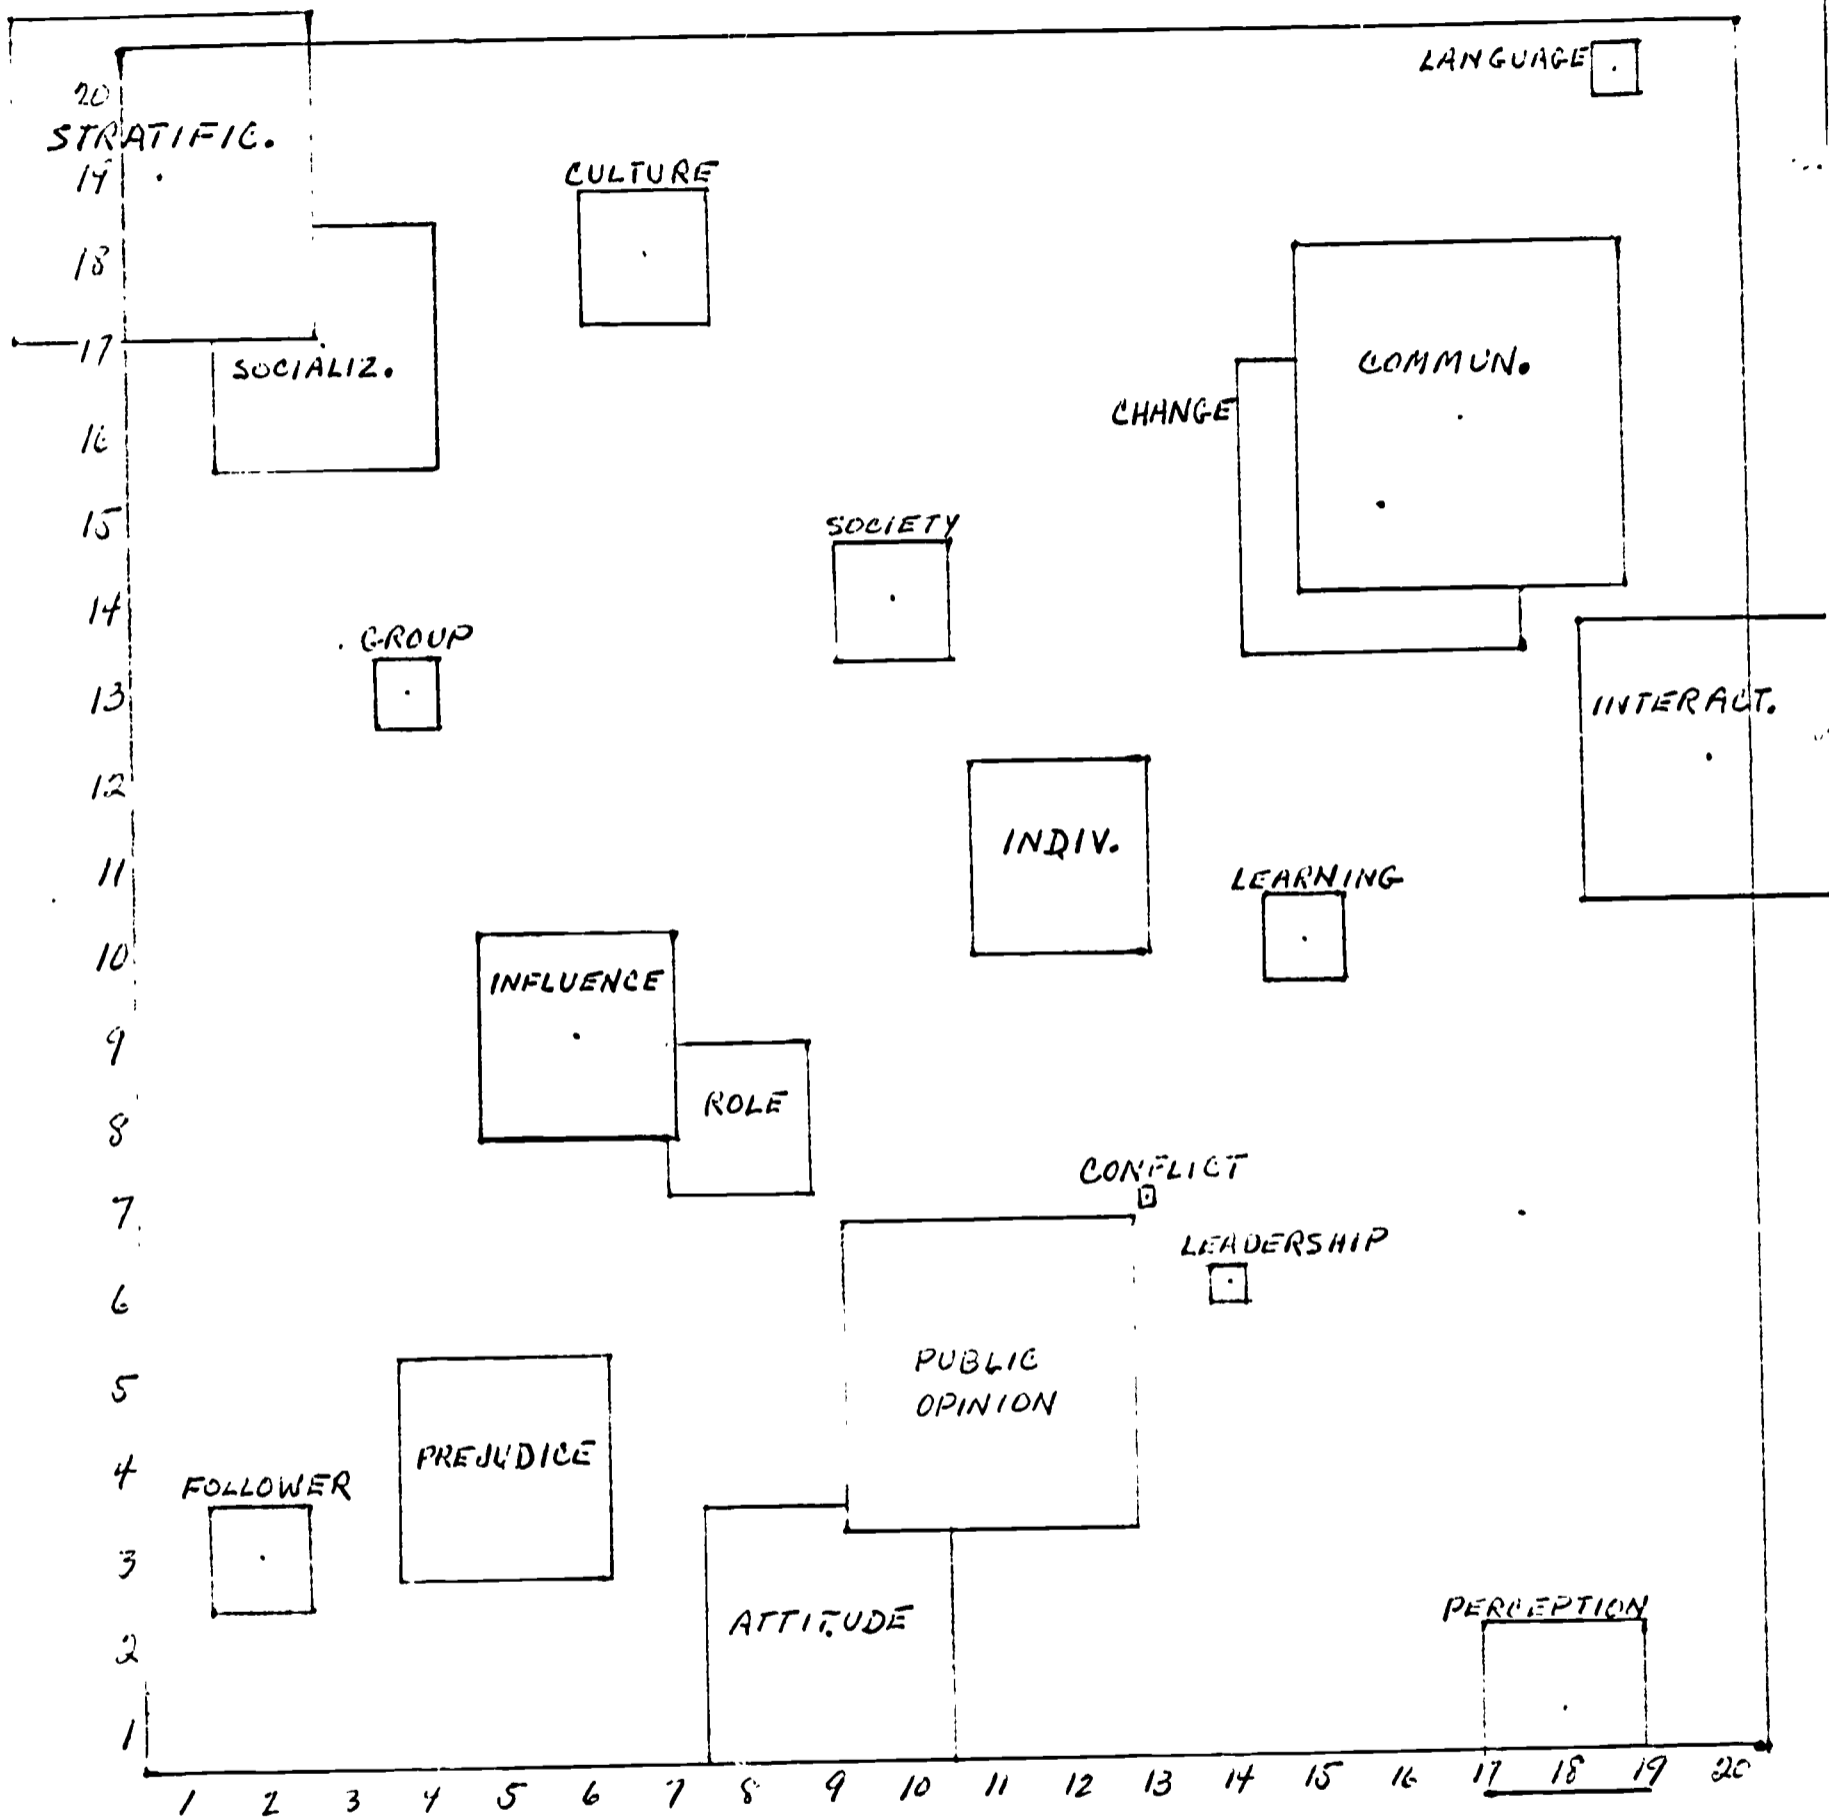 LANGUAGE
20
STRATIFIC.
19
CULTURE
18
17
SOCIALIZ.
COMMUN.
CHANGE
16
15
SOCIETY
14
GROUP
13
INTERACT.
12
INDIV.
11
LEARNING
10
INFLUENCE
9
ROLE
8
CONFLICT
7
LEADERSHIP
6
PUBLIC
OPINION
5
PREJUDICE
4
FOLLOWER
3
ATTITUDE
PERCEPTION
2
1
1 2 3 4 5 6 7 8 9 10 11 12 13 14 15 16 17 18 19 20